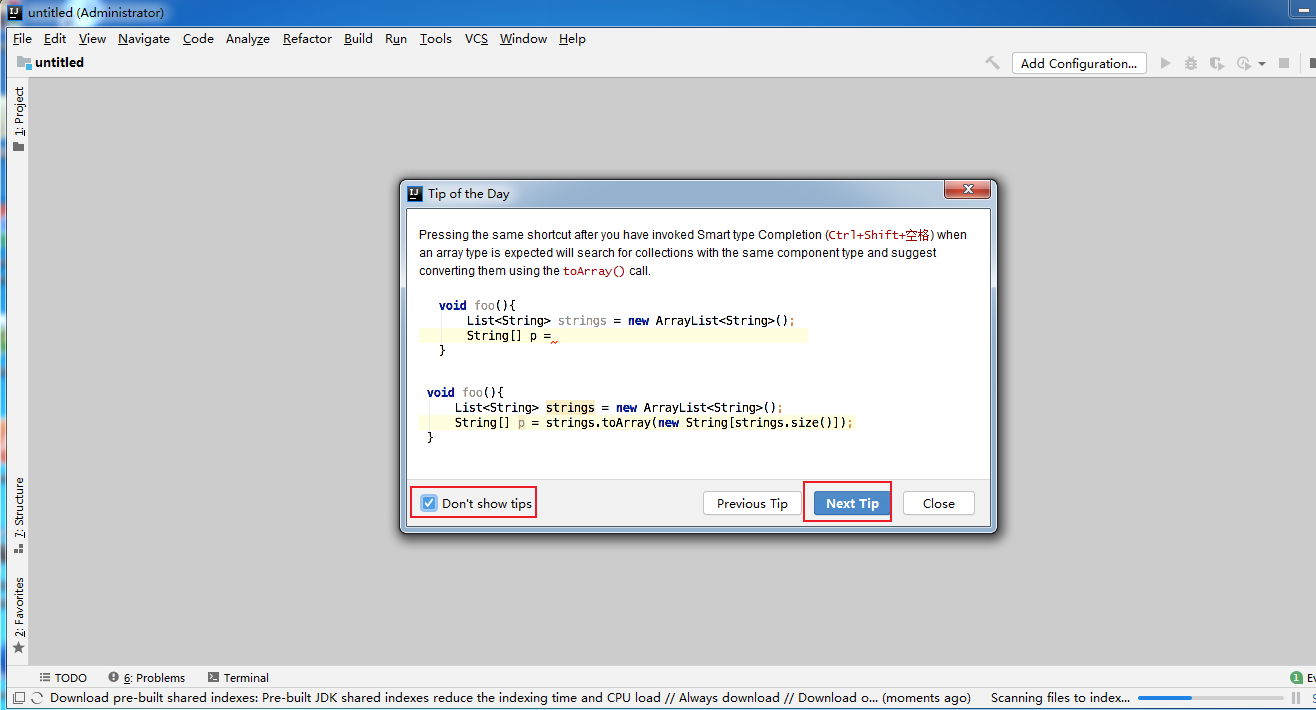 untitled (Administrator)
File Edit View Navigate Code Analyze Refactor Build Run Tools VCS Window Help
untitled
Add Configuration...
1: Project
Tip of the Day
Pressing the same shortcut after you have invoked Smart type Completion (Ctrl+Shift+空格) when
an array type is expected will search for collections with the same component type and suggest
converting them using the toArray() call.
void foo(){
List<String> strings = new ArrayList<String>();
String[] p =
}
void foo(){
List<String> strings = new ArrayList<String>();
String[] p = strings.toArray(new String[strings.size()]);
}
Don't show tips
Previous Tip
Next Tip
Close
7: Structure
2: Favorites
TODO 6: Problems Terminal
1
Download pre-built shared indexes: Pre-built JDK shared indexes reduce the indexing time and CPU load // Always download // Download o... (moments ago) Scanning files to index...